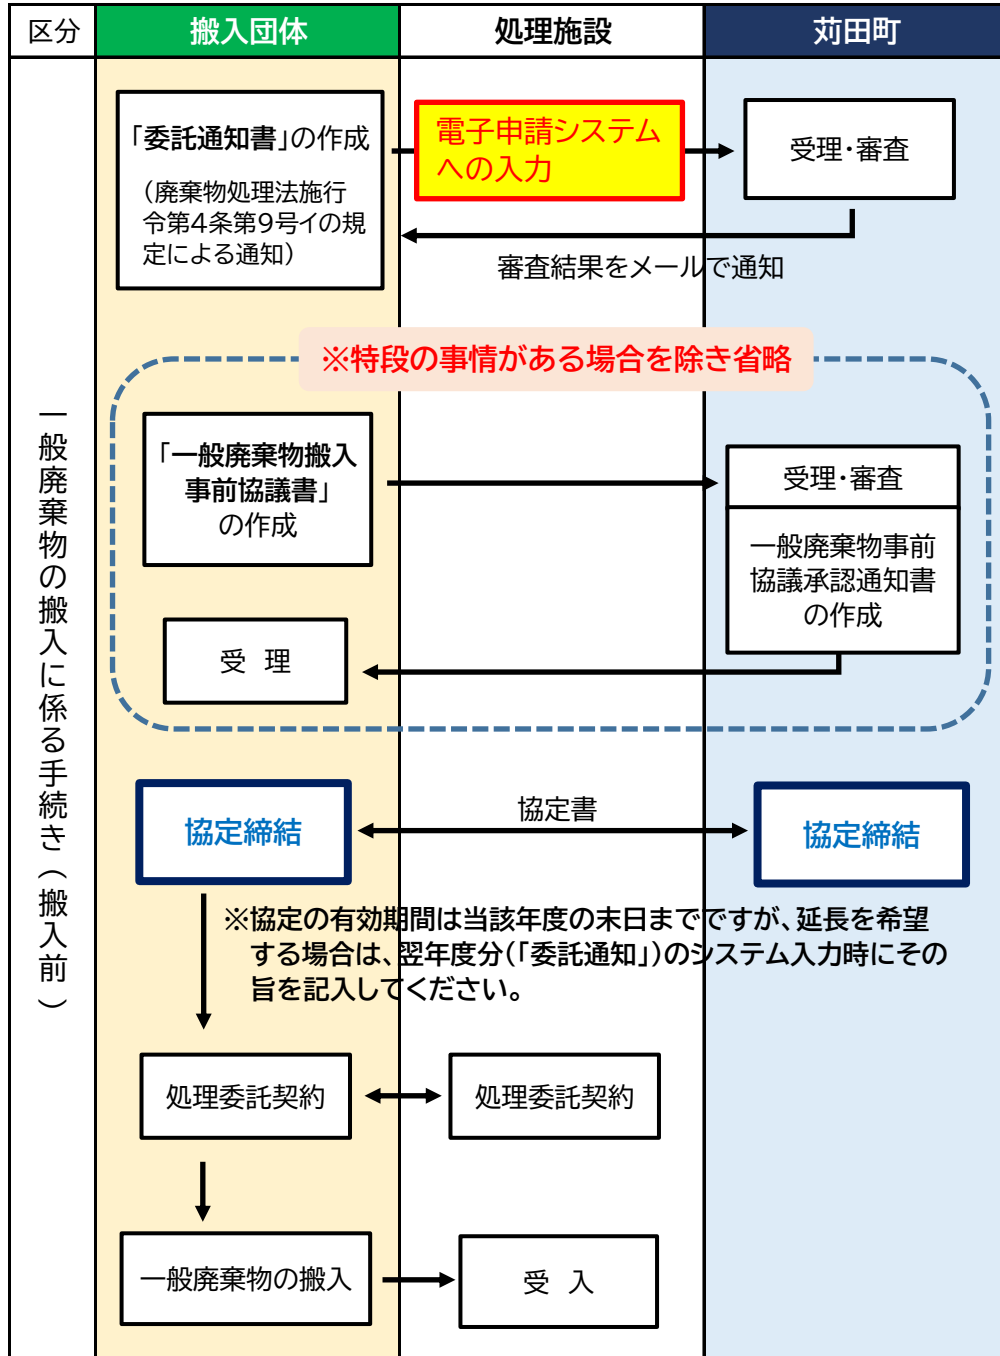 区分
搬入団体
処理施設
苅田町
一般廃棄物の搬入に係る手続き（搬入前）
「委託通知書」の作成
（廃棄物処理法施行
令第4条第9号イの規
定による通知）
電子申請システム
への入力
受理・審査
審査結果をメールで通知
※特段の事情がある場合を除き省略
「一般廃棄物搬入
事前協議書」
の作成
受理・審査
一般廃棄物事前
協議承認通知書
の作成
受　理
協定締結
協定書
協定締結
※協定の有効期間は当該年度の末日までですが、延長を希望
する場合は、翌年度分（「委託通知」）のシステム入力時にその
旨を記入してください。
処理委託契約
処理委託契約
一般廃棄物の搬入
受　入